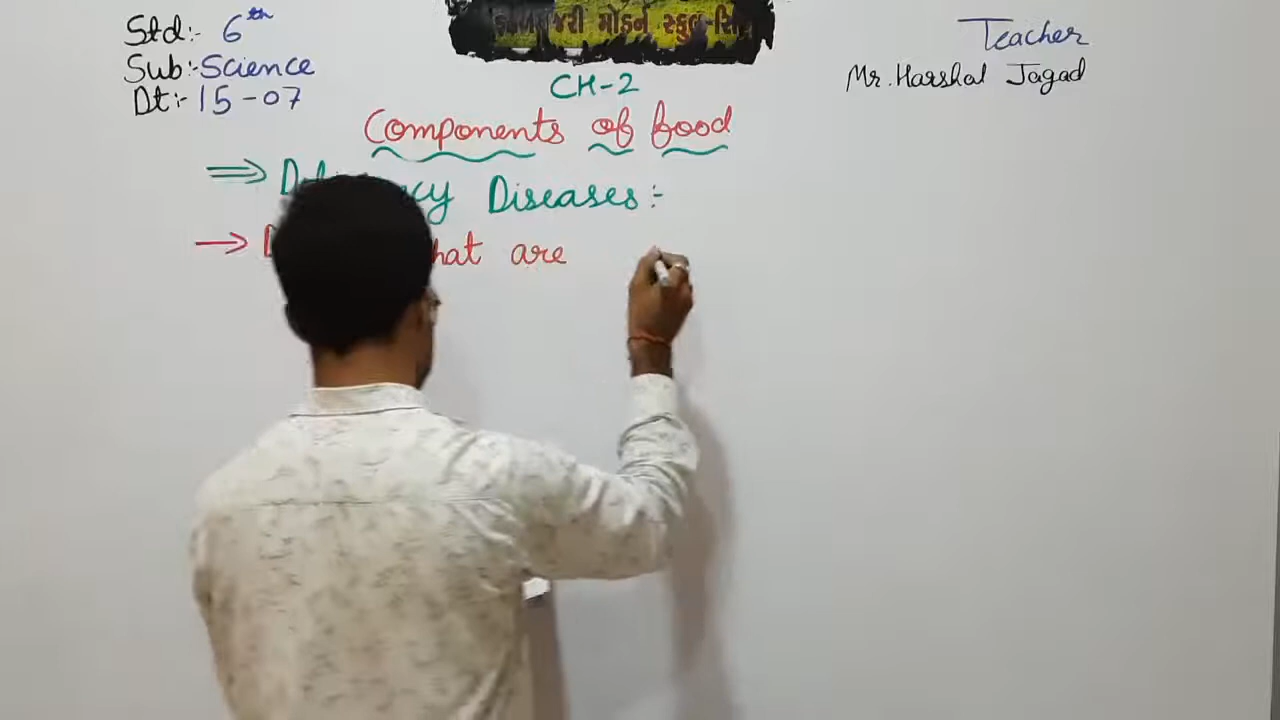 Std:- 6th
Sub:- Science
Dt:- 15-07
મોડર્ન સ્કુલ
Teacher
Mr. Harshal Jagad
CH-2
Components of food
⇒ Diseases:-
→ hat are